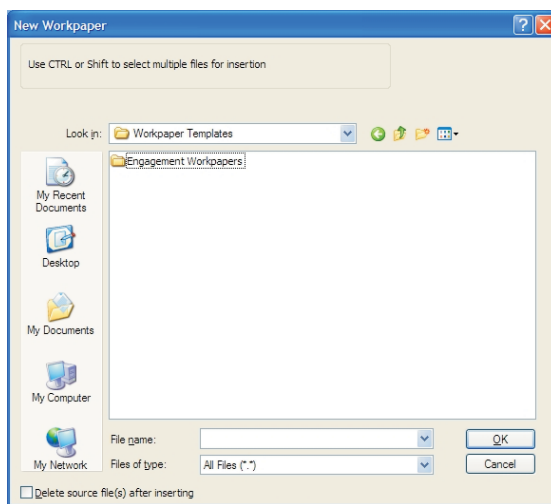 New Workpaper
Use CTRL or Shift to select multiple files for insertion
Look in: Workpaper Templates
Engagement Workpapers
My Recent
Documents
Desktop
My Documents
My Computer
My Network
File name:
OK
Files of type: All Files (*.*)
Cancel
Delete source file(s) after inserting